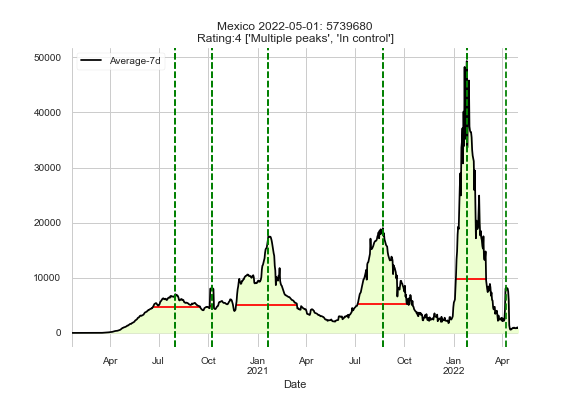 Mexico 2022-05-01: 5739680
Rating:4 ['Multiple peaks', 'In control']
50000
Average-7d
40000
30000
20000
10000
0
Apr Jul Oct Jan Apr Jul Oct Jan Apr
2021 2022
Date